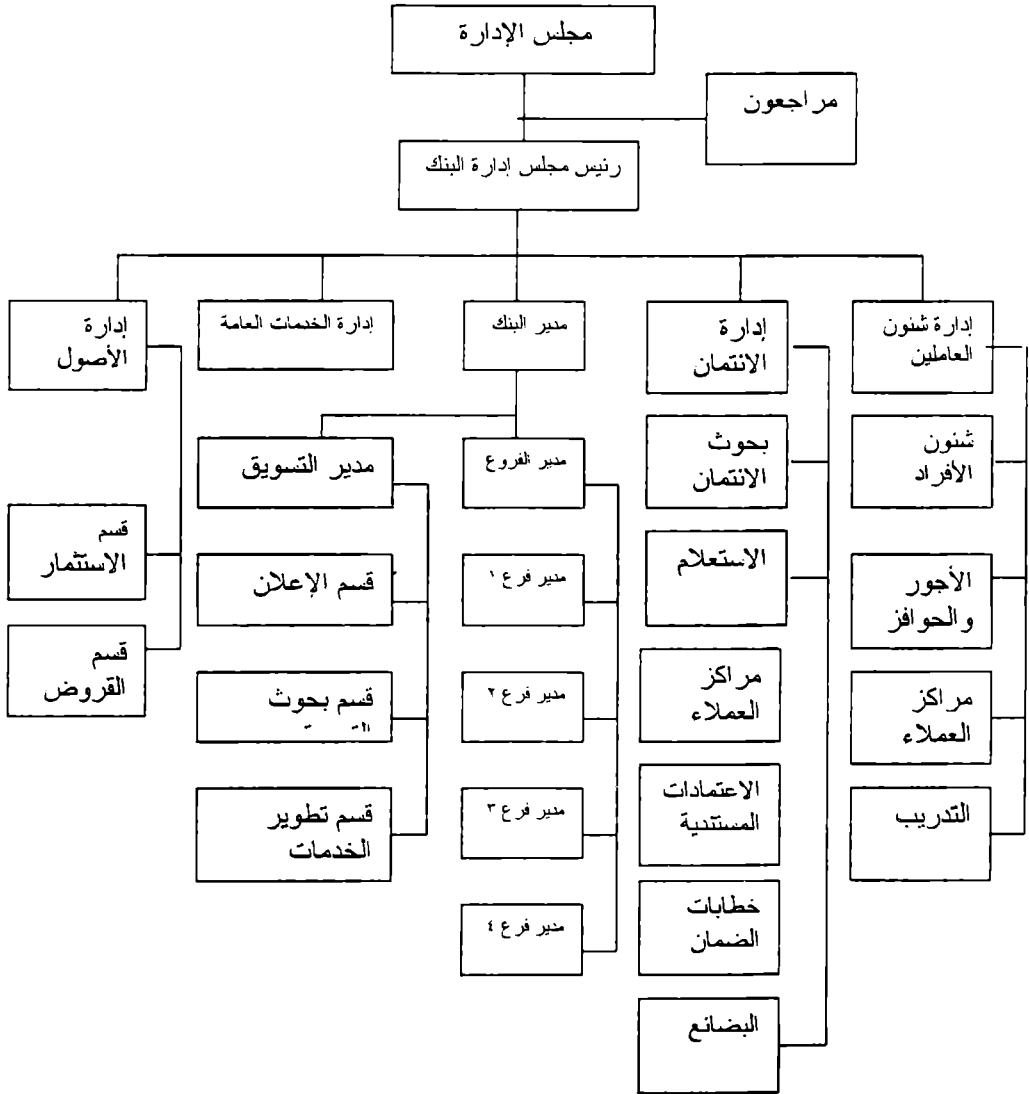 مجلس الإدارة
مراجعون
رئيس مجلس إدارة البنك
إدارة شئون
العاملين
إدارة
الائتمان
مدير البنك
إدارة الخدمات العامة
إدارة
الأصول
شئون
الأفراد
بحوث
الائتمان
مدير الفروع
مدير التسويق
قسم
الاستثمار
الأجور
والحوافز
الاستعلام
مدير فرع ١
قسم الإعلان
قسم
القروض
مراكز
العملاء
مراكز
العملاء
مدير فرع ٢
قسم بحوث
التدريب
الاعتمادات
المستندية
مدير فرع ٣
قسم تطوير
الخدمات
خطابات
الضمان
مدير فرع ٤
البضائع